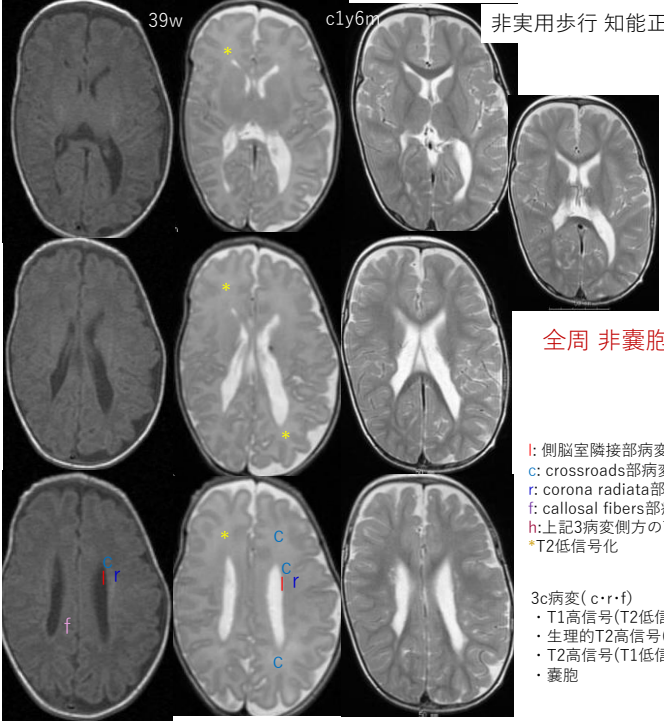 39w
c1y6m
非実用歩行 知能正
*
*
*
全周 非嚢胞
l: 側脳室隣接部病変
c: crossroads部病変
r: corona radiata部
f: callosal fibers部病
h:上記3病変側方の
*T2低信号化
*
C
c
c
l
r
l
r
f
C
3c病変( c・r・f)
・T1高信号(T2低信
・生理的T2高信号(
・T2高信号(T1低信
・嚢胞